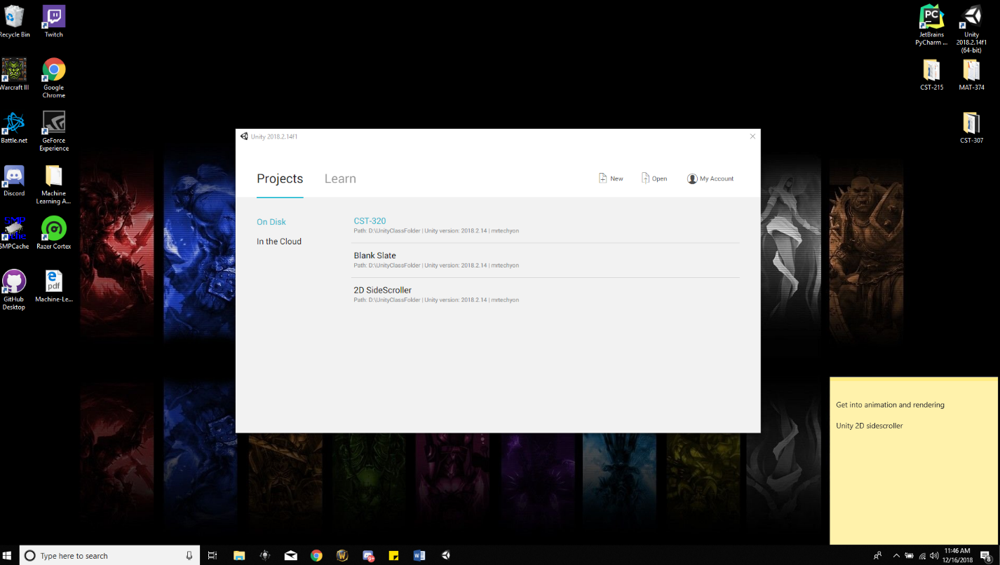 Recycle Bin
Twitch
Warcraft III
Google
Chrome
Battle.net
GeForce
Experience
Discord
Machine
Learning A...
SMP
SMPCache
Razer Cortex
GitHub
Desktop
pdf
Machine-Le...
PC
JetBrains
PyCharm ...
Unity
2018.2.14f1
(64-bit)
CST-215
MAT-374
CST-307
Unity 2018.2.14f1
Projects
Learn
New
Open
My Account
On Disk
In the Cloud
CST-320
Path: D:\UnityClassFolder | Unity version: 2018.2.14 | mrtechyon
Blank Slate
Path: D:\UnityClassFolder | Unity version: 2018.2.14 | mrtechyon
2D SideScroller
Path: D:\UnityClassFolder | Unity version: 2018.2.14 | mrtechyon
Get into animation and rendering
Unity 2D sidescroller
Type here to search
9+
11:46 AM
12/16/2018
8